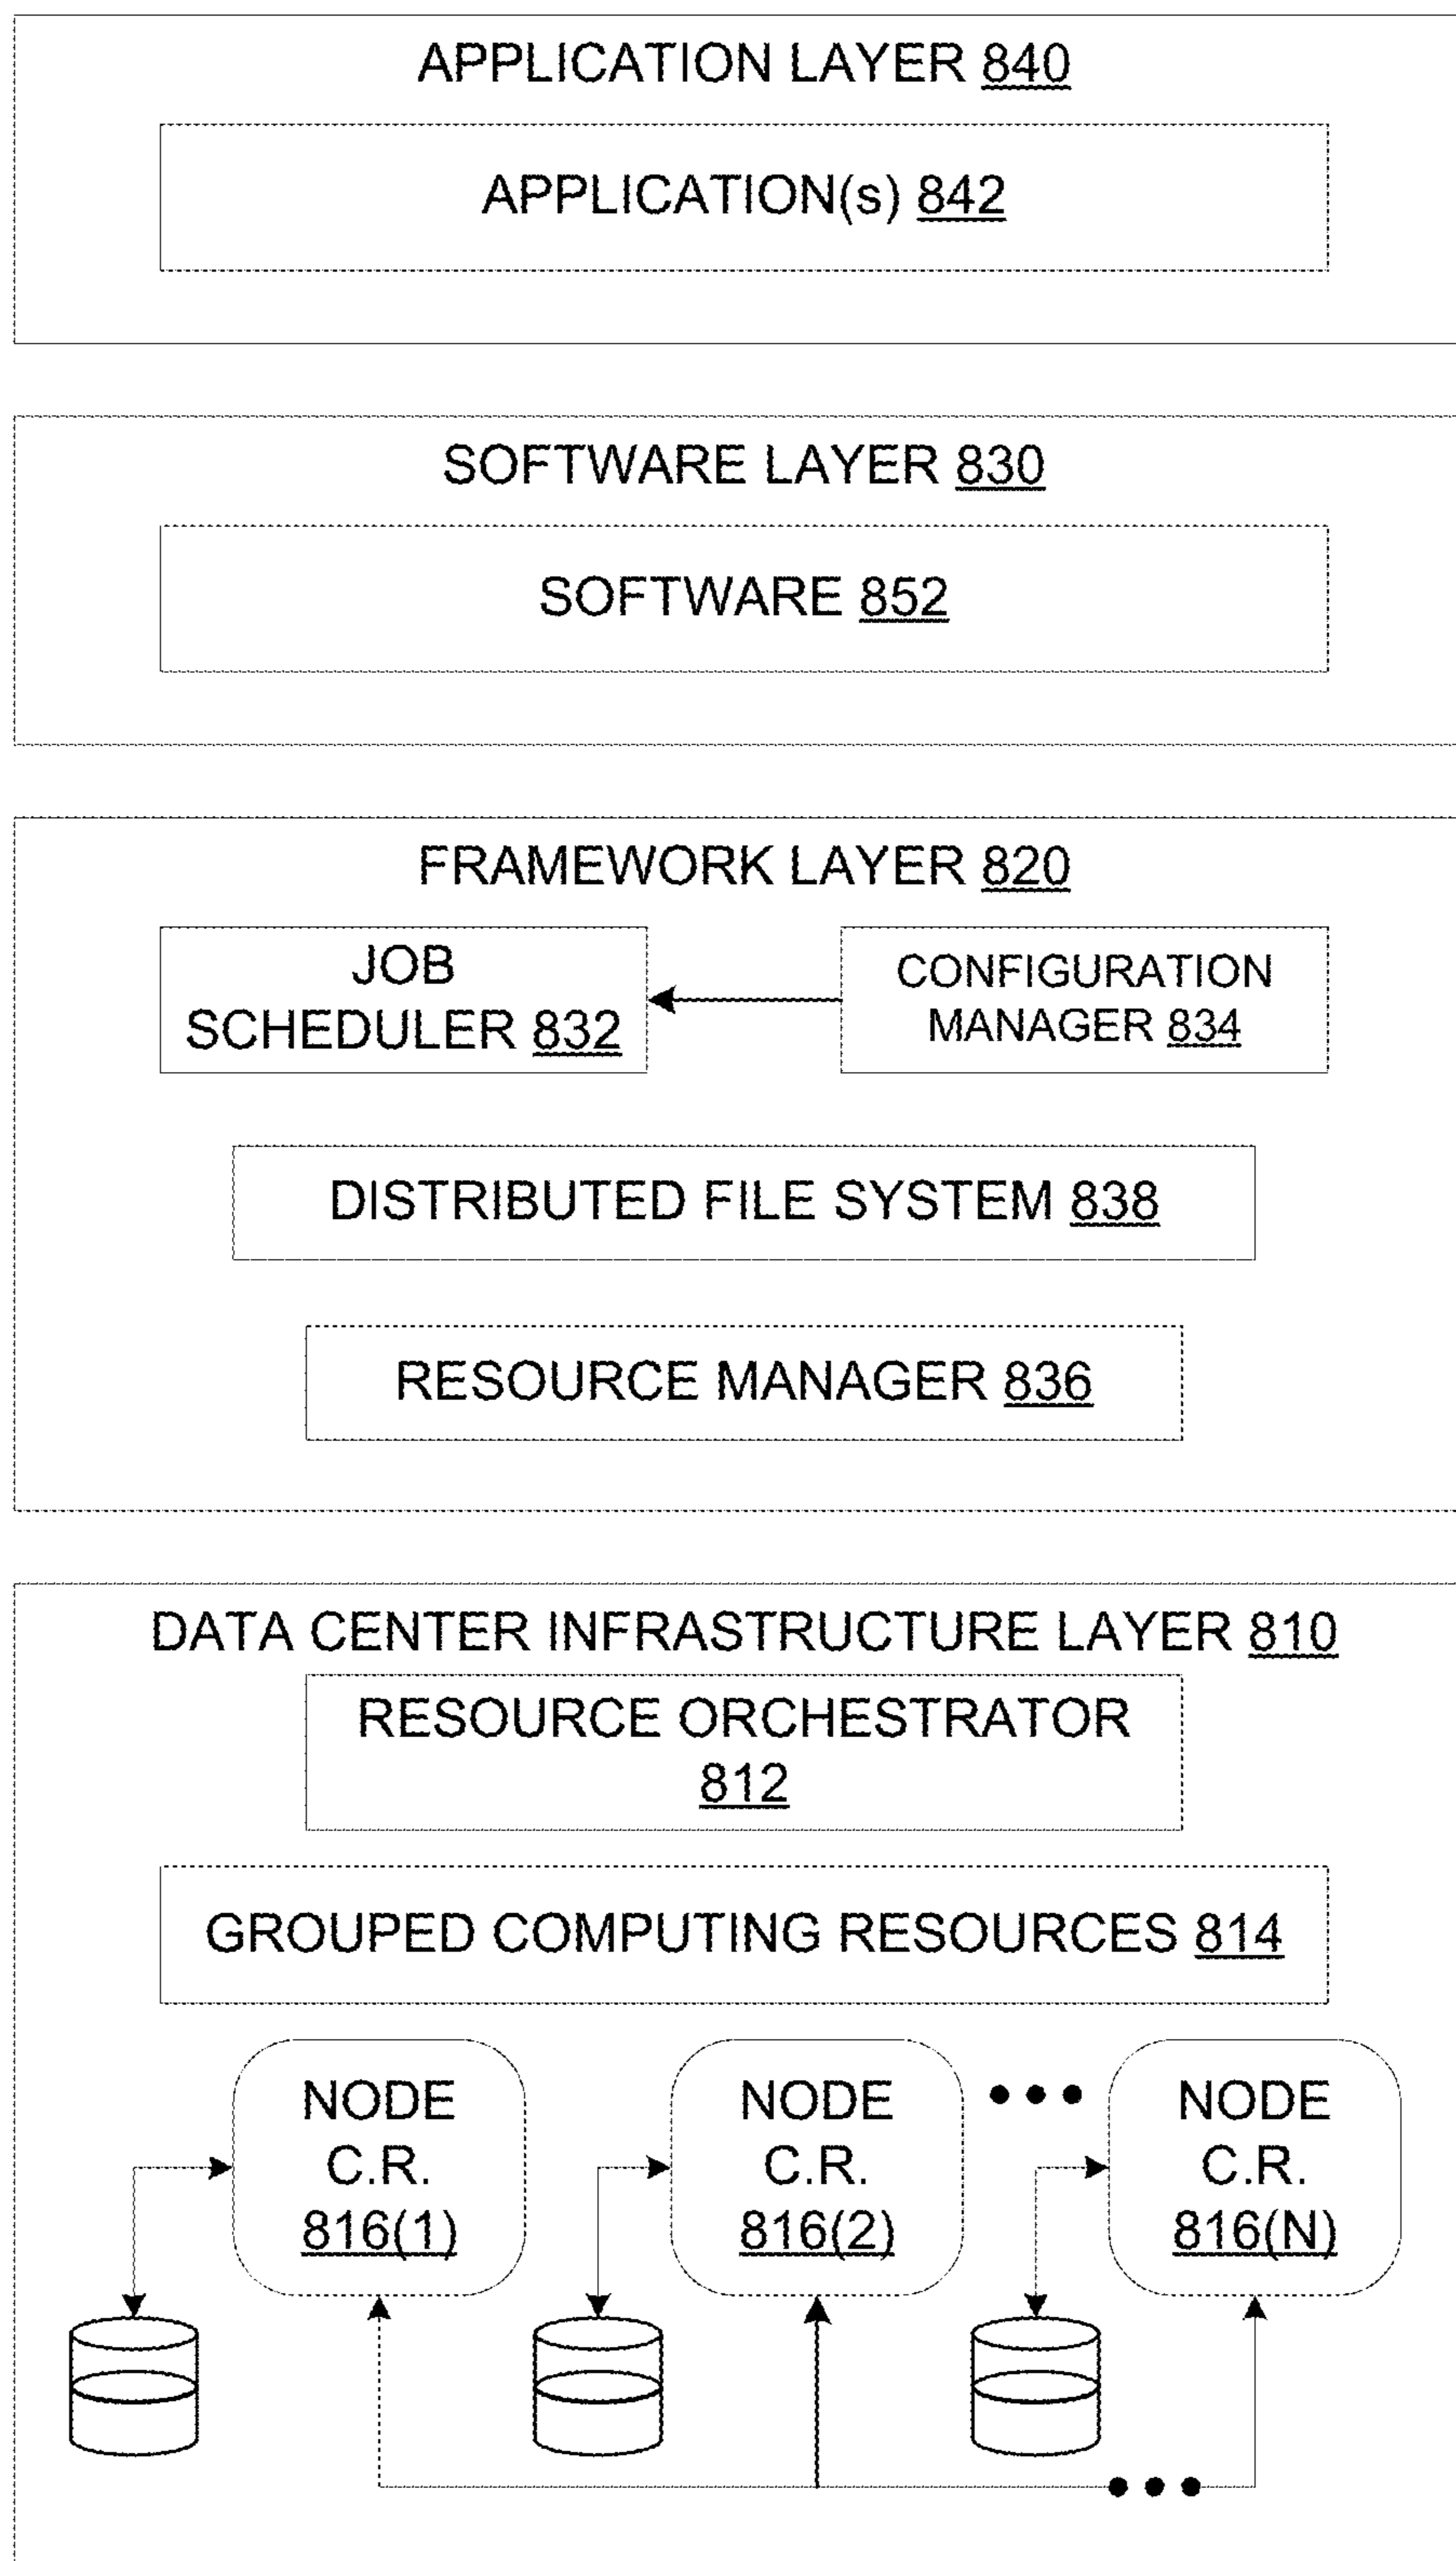 APPLICATION LAYER 840
APPLICATION(s) 842
SOFTWARE LAYER 830
SOFTWARE 852
FRAMEWORK LAYER 820
JOB
SCHEDULER 832
CONFIGURATION
MANAGER 834
DISTRIBUTED FILE SYSTEM 838
RESOURCE MANAGER 836
DATA CENTER INFRASTRUCTURE LAYER 810
RESOURCE ORCHESTRATOR
812
GROUPED COMPUTING RESOURCES 814
NODE
C.R.
816(1)
NODE
C.R.
816(2)
NODE
C.R.
816(N)